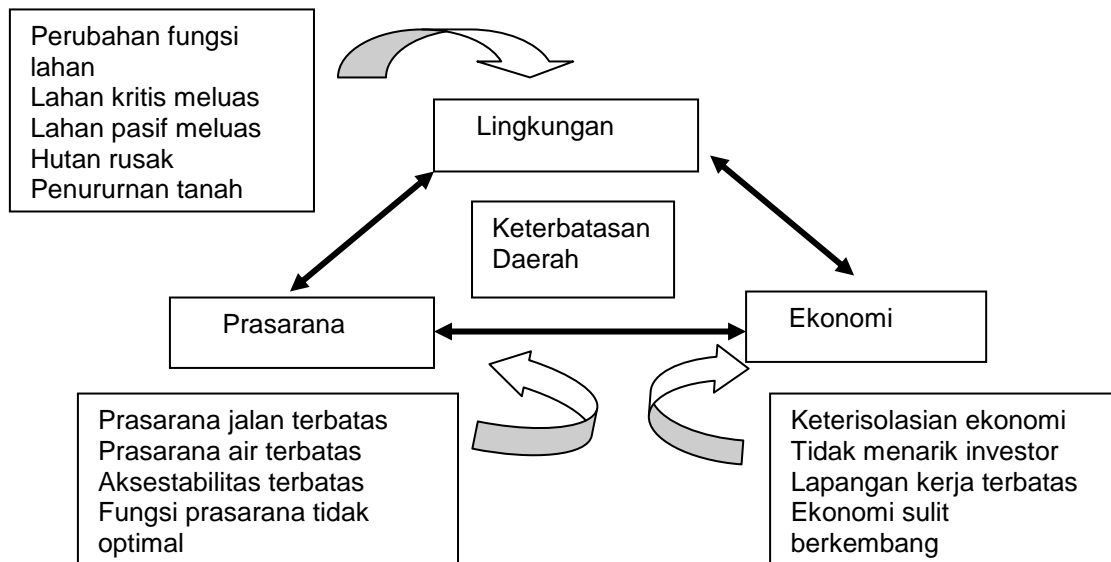 Perubahan fungsi
lahan
Lahan kritis meluas
Lahan pasif meluas
Hutan rusak
Penururnan tanah
Lingkungan
Keterbatasan
Daerah
Prasarana
Ekonomi
Prasarana jalan terbatas
Prasarana air terbatas
Aksestabilitas terbatas
Fungsi prasarana tidak
optimal
Keterisolasian ekonomi
Tidak menarik investor
Lapangan kerja terbatas
Ekonomi sulit
berkembang